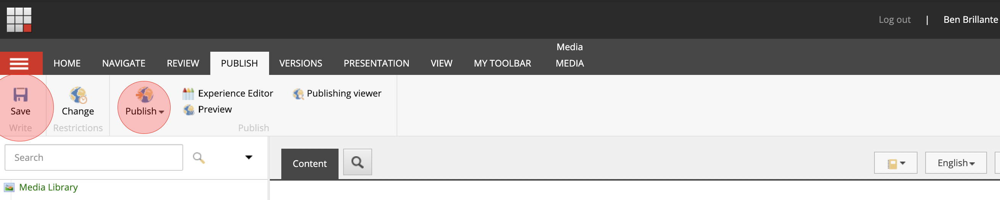 Log out | Ben Brillante
Media
HOME NAVIGATE REVIEW PUBLISH VERSIONS PRESENTATION VIEW MY TOOLBAR MEDIA
Experience Editor Publishing viewer
Save Change Publish Preview
Write Restrictions Publish
Search
Content English
Media Library